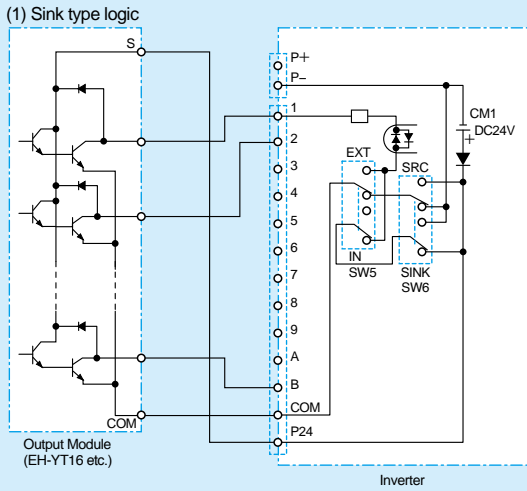 (1) Sink type logic
S
P+
P−
1
2
3
4
5
6
7
8
9
A
B
COM
P24
CM1
DC24V
+
EXT
SRC
IN
SW5
SINK
SW6
COM
Output Module
(EH-YT16 etc.)
Inverter